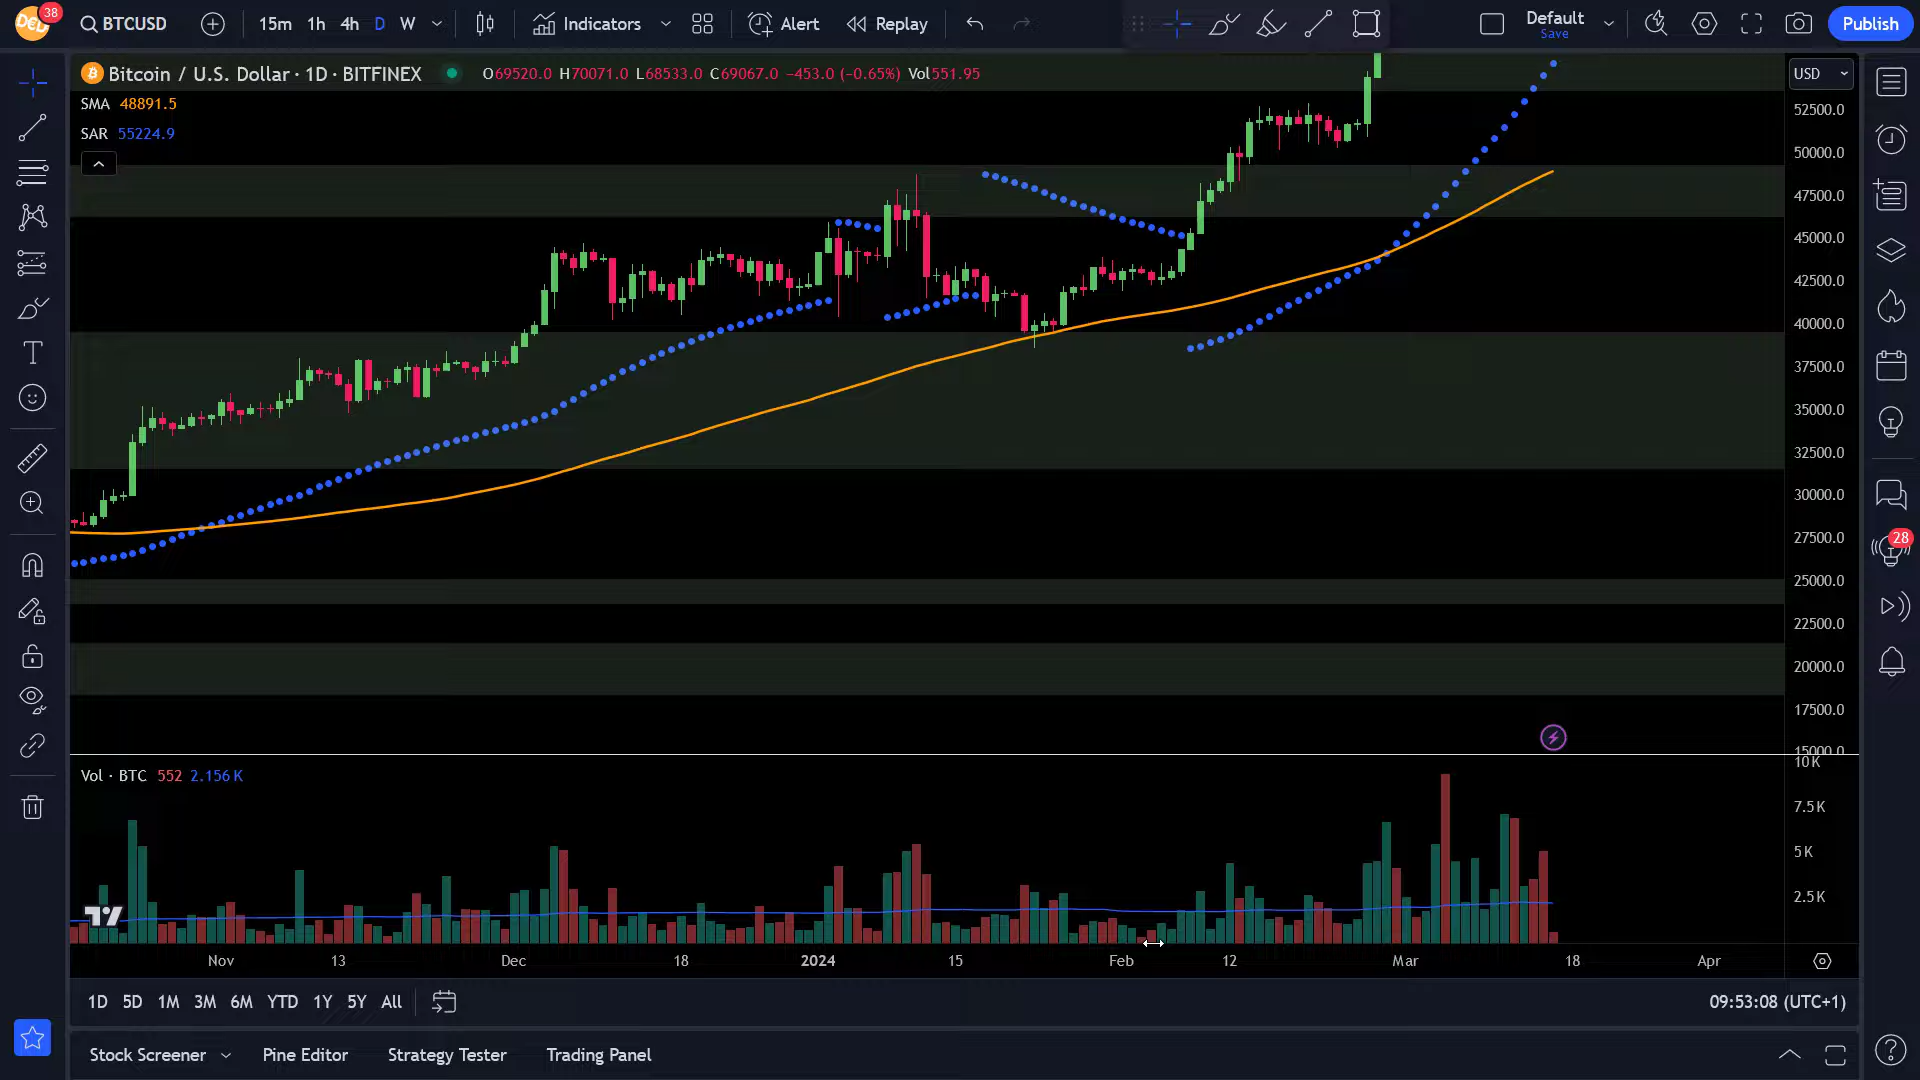 38
BTCUSD
15m 1h 4h D W Indicators Alert Replay
Default
Save
Publish
Bitcoin / U.S. Dollar · 1D · BITFINEX O69520.0 H70071.0 L68533.0 C69067.0 −453.0 (−0.65%) Vol551.95
USD
SMA 48891.5
SAR 55224.9
52500.0
50000.0
47500.0
45000.0
42500.0
40000.0
37500.0
35000.0
32500.0
30000.0
27500.0
25000.0
22500.0
20000.0
17500.0
15000.0
28
Vol · BTC 552 2.156 K
10 K
7.5 K
5 K
2.5 K
Nov 13 Dec 18 2024 15 Feb 12 Mar 18 Apr
1D 5D 1M 3M 6M YTD 1Y 5Y All
09:53:08 (UTC+1)
Stock Screener Pine Editor Strategy Tester Trading Panel